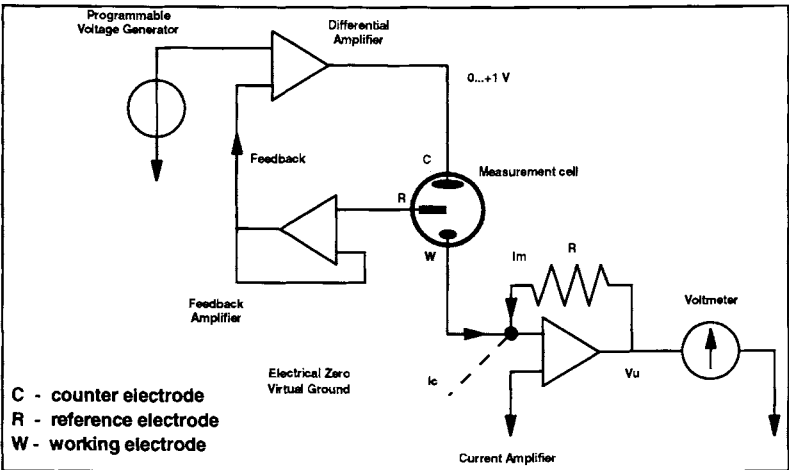 Programmable
Voltage Generator
Differential
Amplifier
0...+1 V
Feedback
C
Measurement cell
R
W
Im
R
Feedback
Amplifier
Voltmeter
Electrical Zero
Virtual Ground
Ic
Vu
C - counter electrode
R - reference electrode
W - working electrode
Current Amplifier